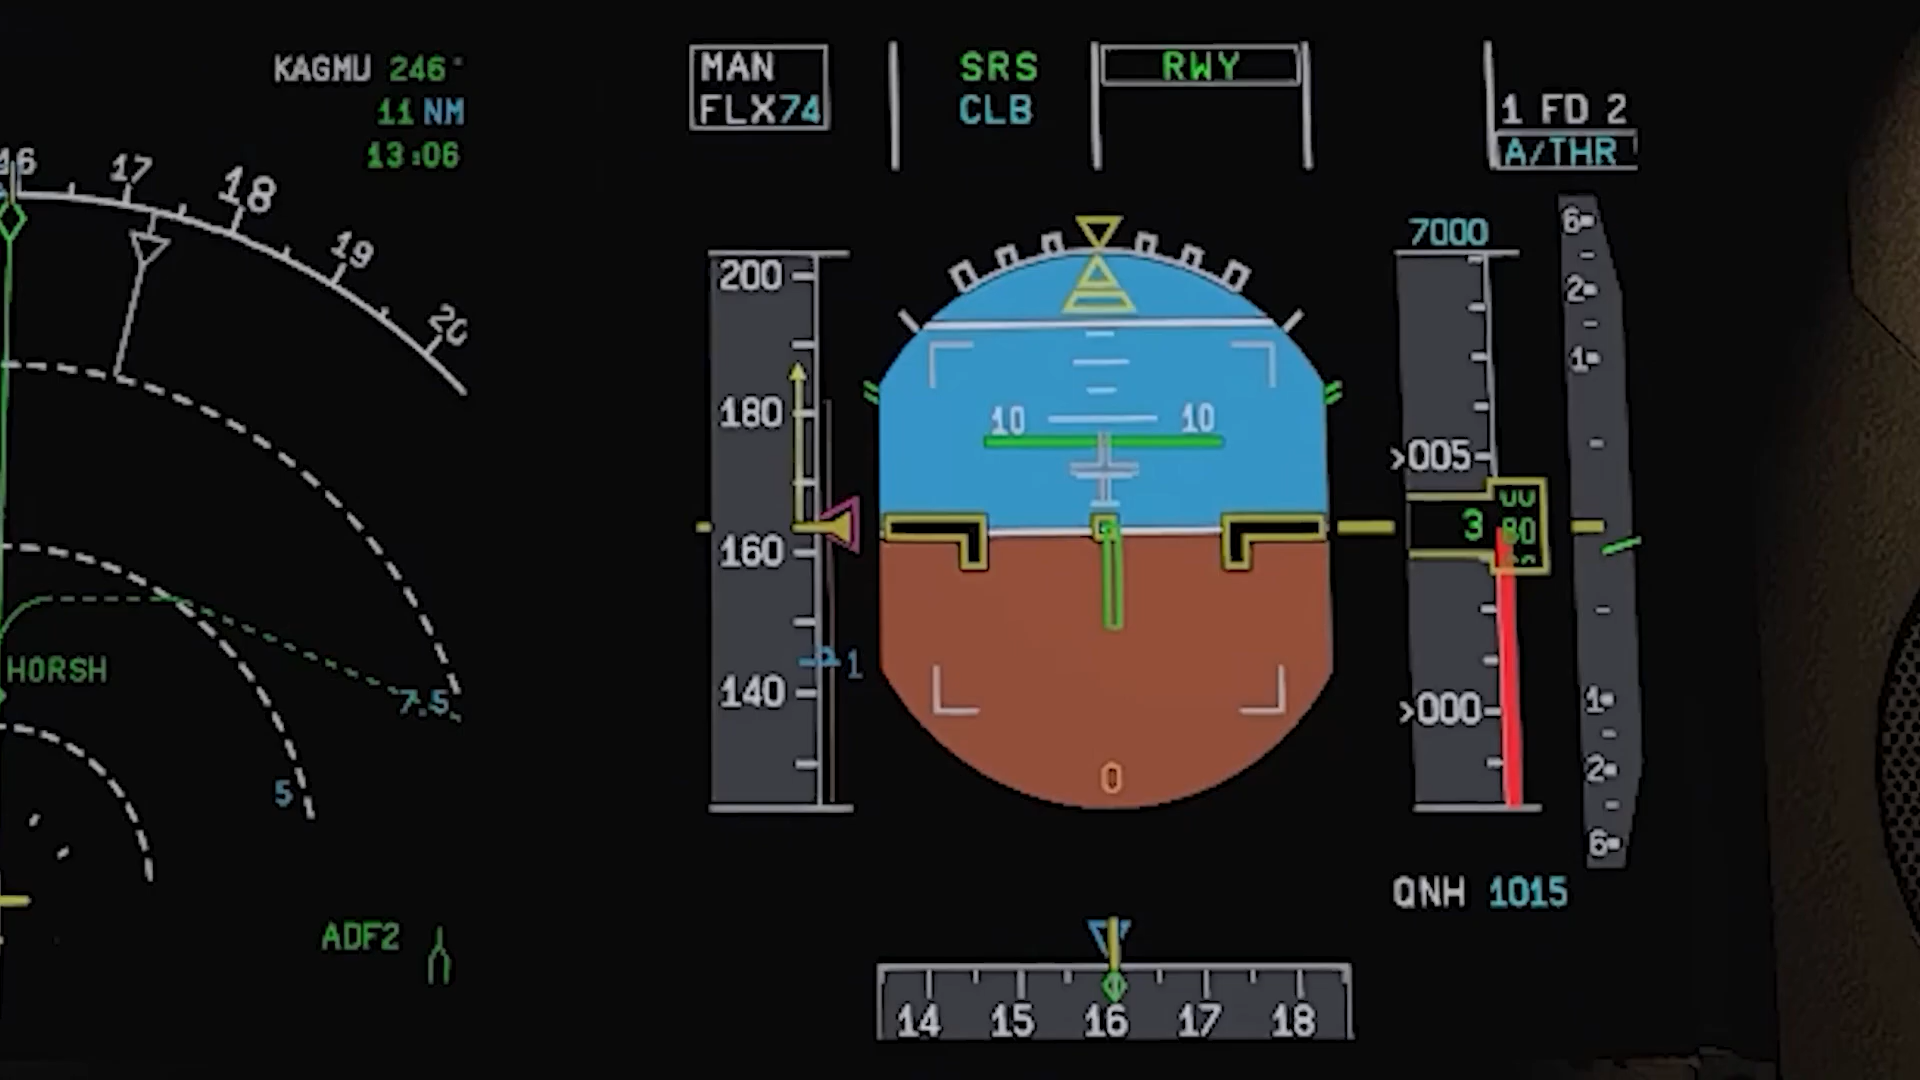 KAGMU 246°
11 NM
13:06
16
17
18
19
20
HORSH
7.5
5
ADF2
MAN
FLX74
SRS
CLB
RWY
1 FD 2
A/THR
200
180
160
140
1
10 10
0
7000
005
3 80
000
6
2
1
1
2
6
QNH 1015
14 15 16 17 18